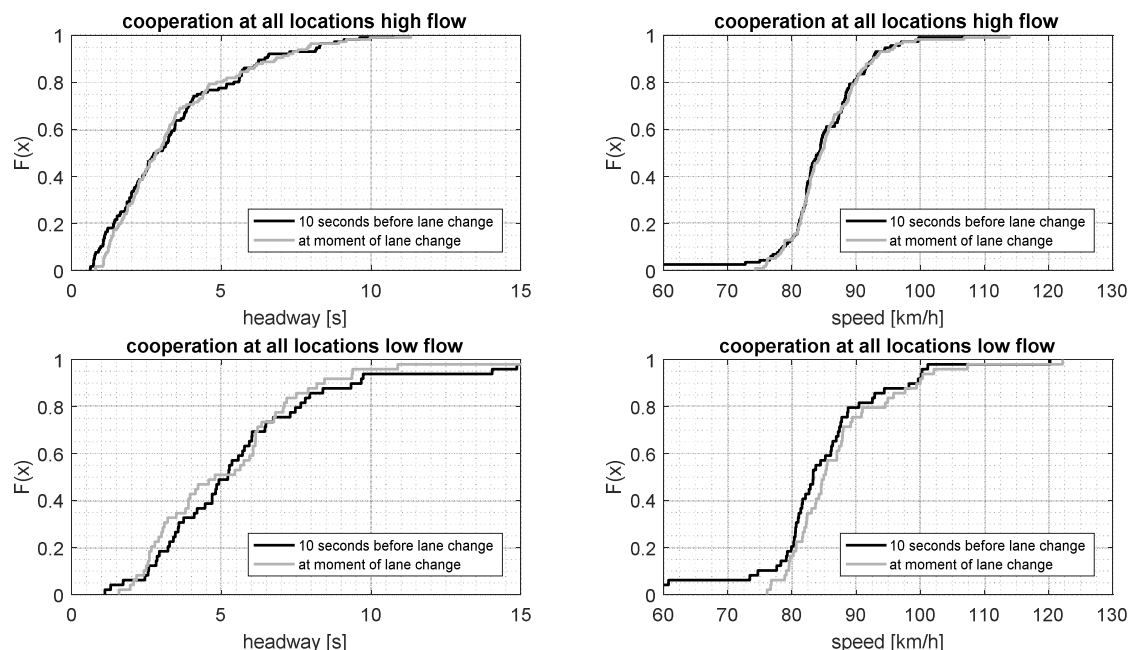 cooperation at all locations high flow
1
0.8
0.6
0.4
0.2
0
F(x)
10 seconds before lane change
at moment of lane change
0 5 10 15
headway [s]
cooperation at all locations high flow
1
0.8
0.6
0.4
0.2
0
F(x)
10 seconds before lane change
at moment of lane change
60 70 80 90 100 110 120 130
speed [km/h]
cooperation at all locations low flow
1
0.8
0.6
0.4
0.2
0
F(x)
10 seconds before lane change
at moment of lane change
0 5 10 15
headway [s]
cooperation at all locations low flow
1
0.8
0.6
0.4
0.2
0
F(x)
10 seconds before lane change
at moment of lane change
60 70 80 90 100 110 120 130
speed [km/h]